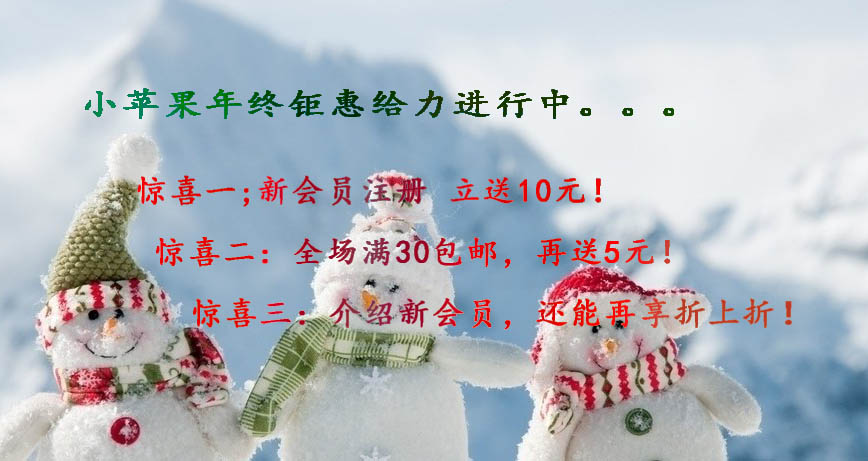 小苹果年终钜惠给力进行中。。。
惊喜一;新会员注册 立送10元！
惊喜二：全场满30包邮，再送5元！
惊喜三：介绍新会员，还能再享折上折！